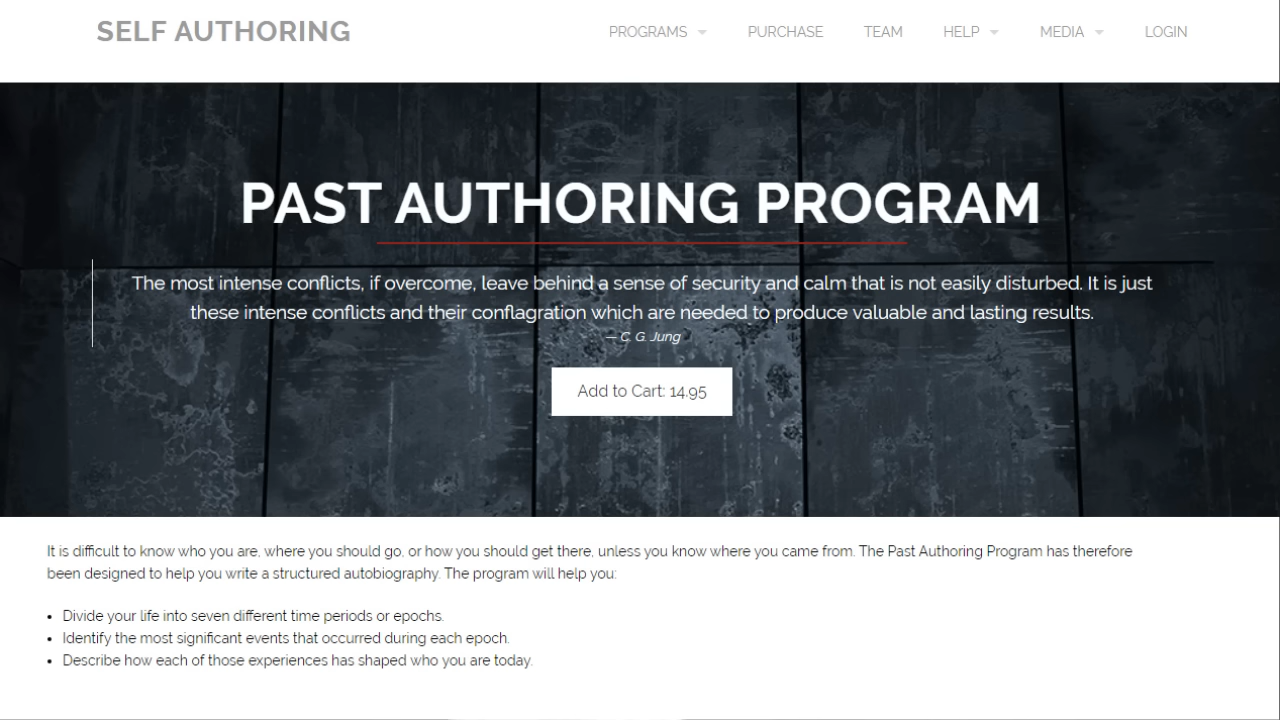 SELF AUTHORING
PROGRAMS PURCHASE TEAM HELP MEDIA LOGIN
PAST AUTHORING PROGRAM
The most intense conflicts, if overcome, leave behind a sense of security and calm that is not easily disturbed. It is just
these intense conflicts and their conflagration which are needed to produce valuable and lasting results.
— C. G. Jung
Add to Cart: 14.95
It is difficult to know who you are, where you should go, or how you should get there, unless you know where you came from. The Past Authoring Program has therefore
been designed to help you write a structured autobiography. The program will help you:
• Divide your life into seven different time periods or epochs.
• Identify the most significant events that occurred during each epoch.
• Describe how each of those experiences has shaped who you are today.